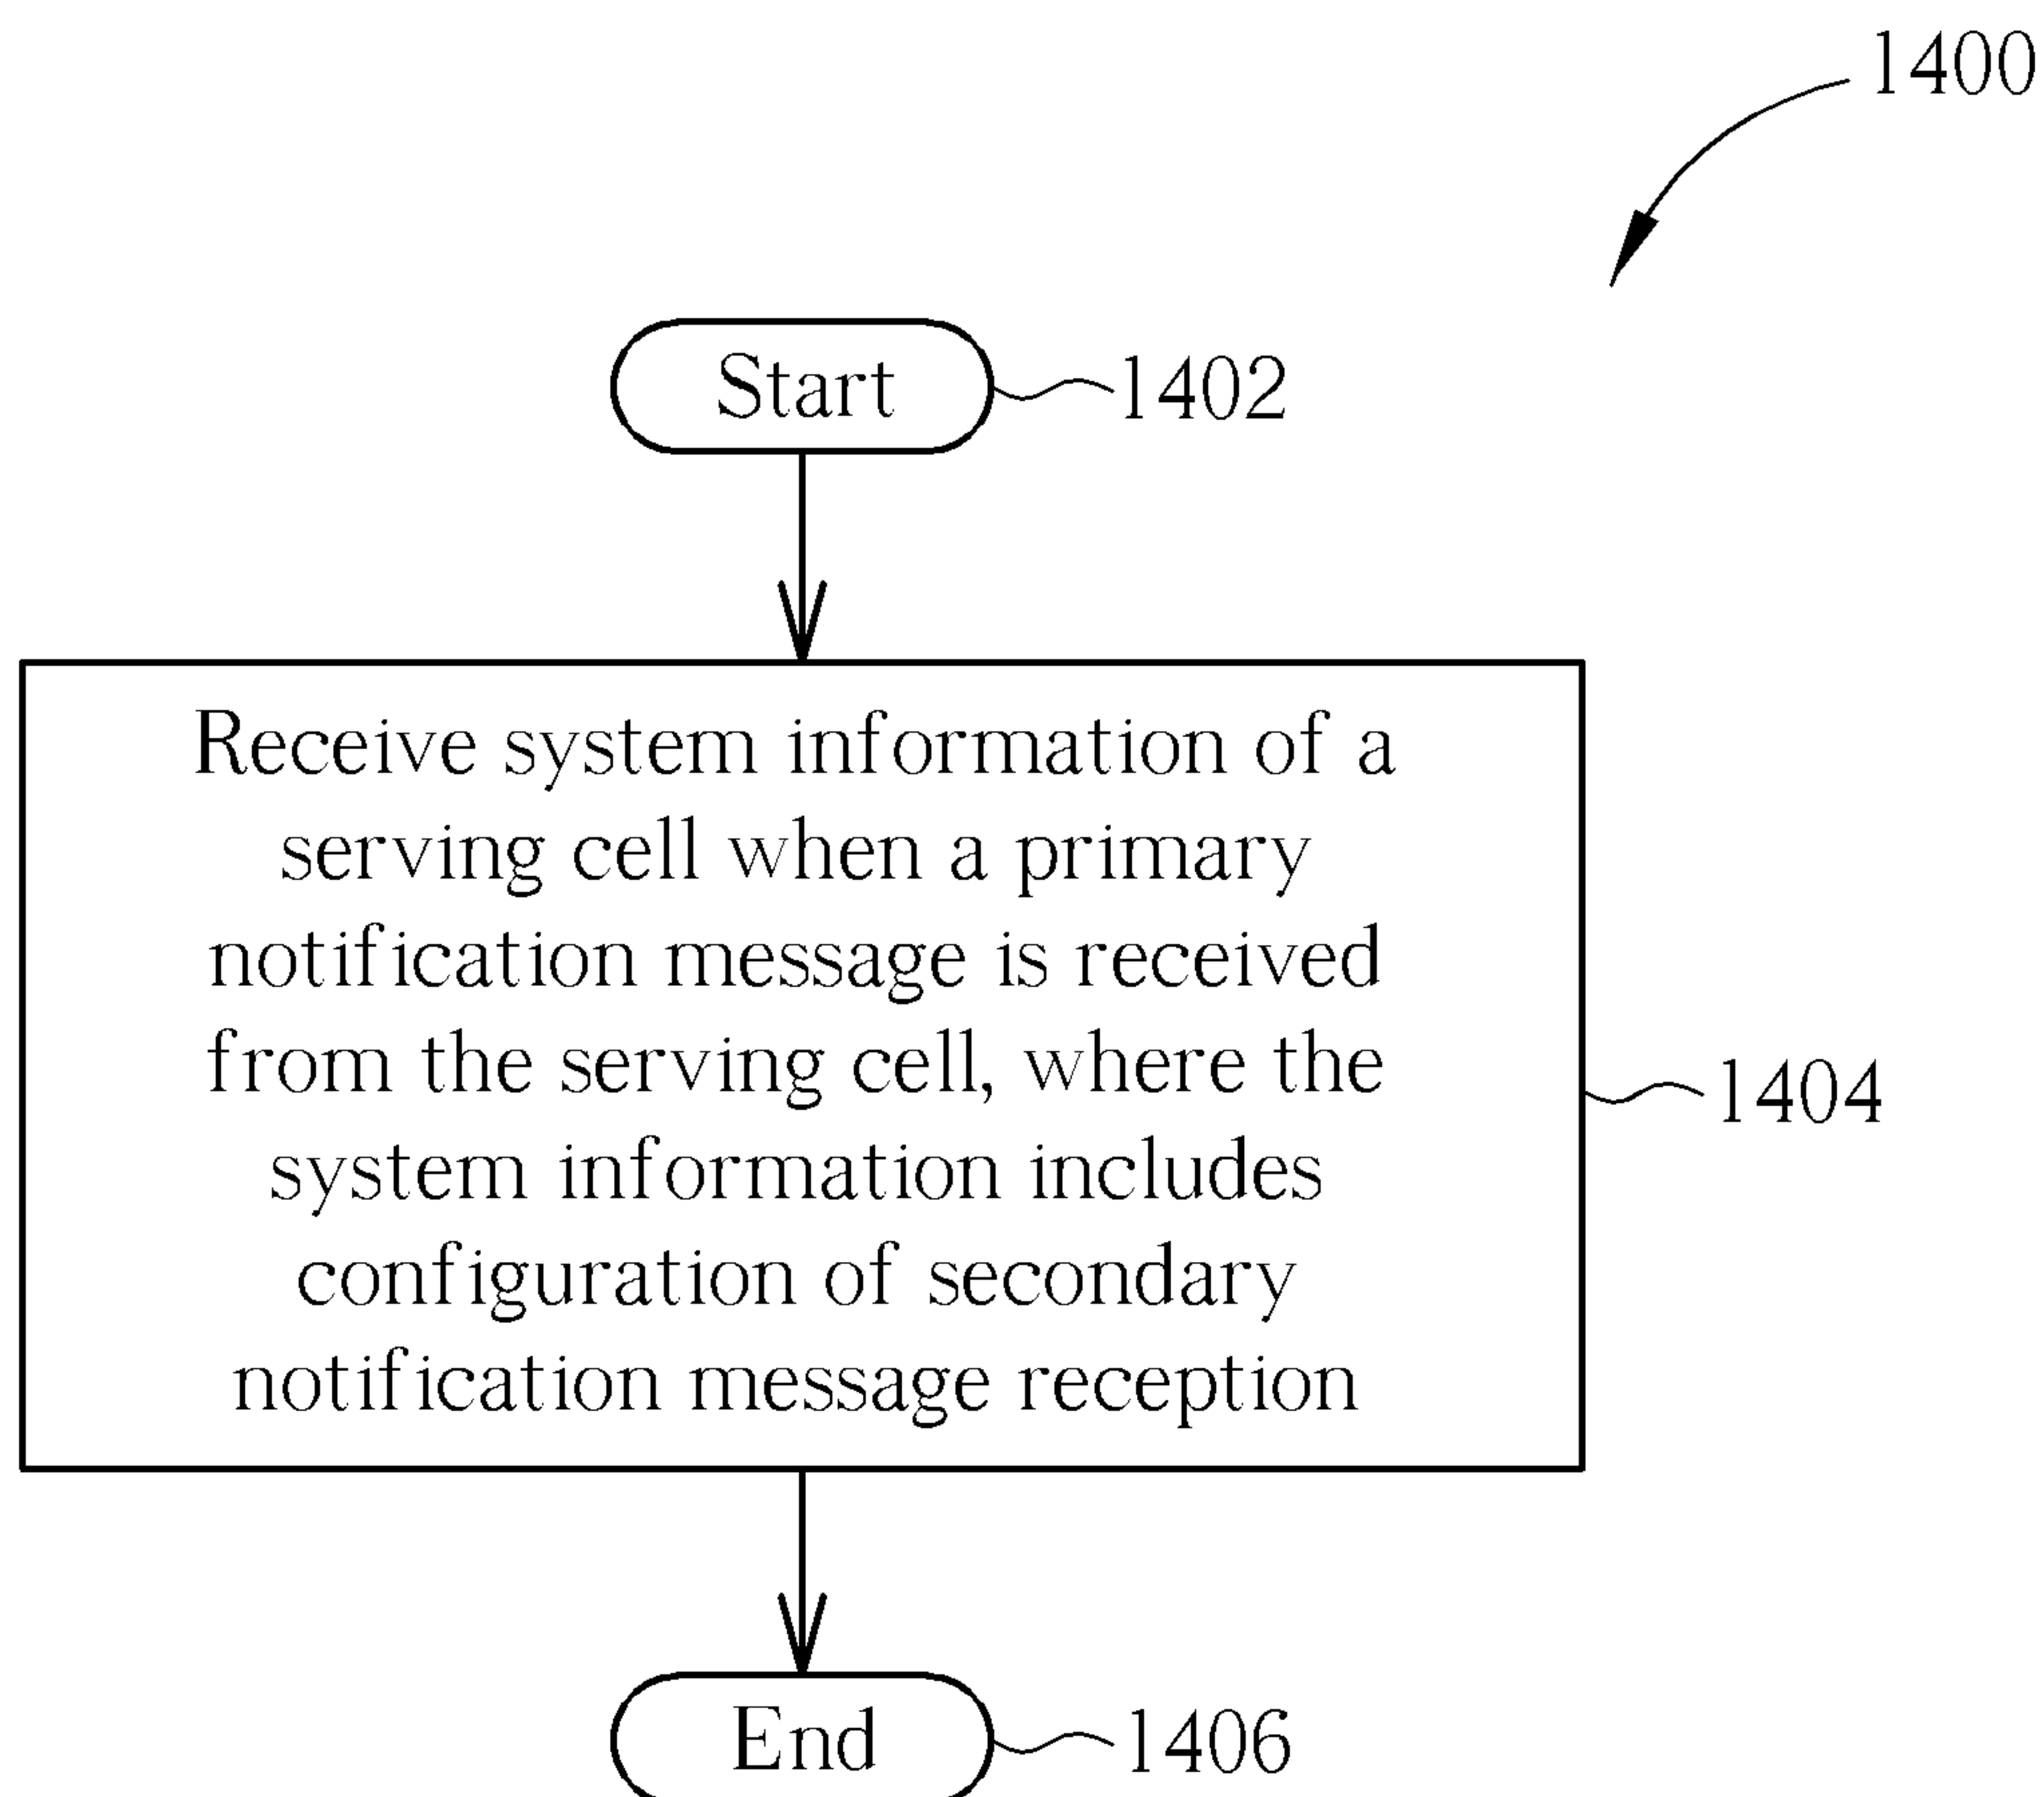 1400
Start
1402
Receive system information of a
serving cell when a primary
notification message is received
from the serving cell, where the
system information includes
configuration of secondary
notification message reception
1404
End
1406